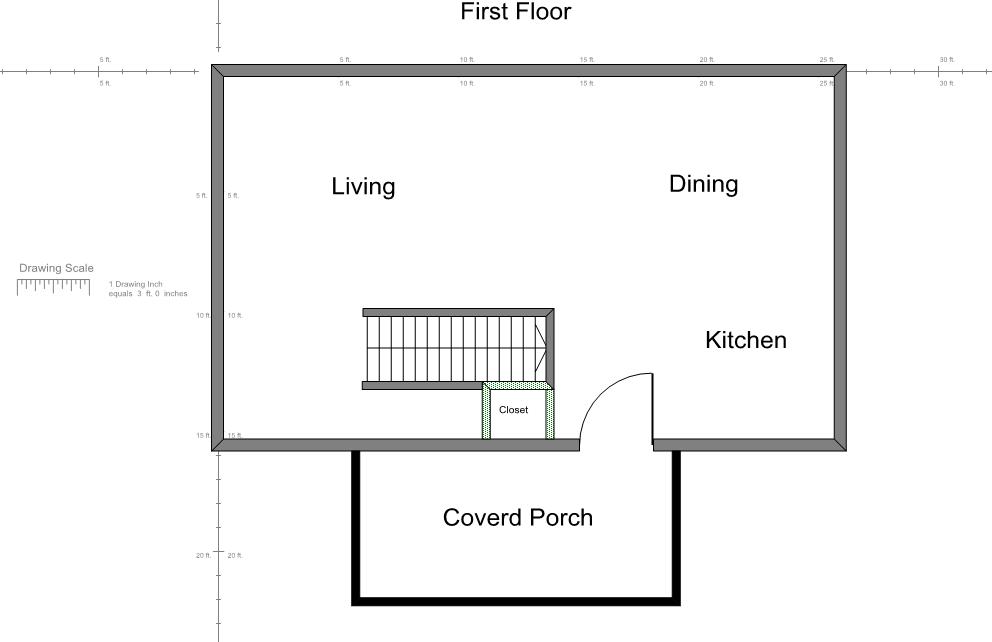 First Floor
5 ft. 5 ft. 10 ft. 15 ft. 20 ft. 25 ft. 30 ft.
5 ft. 5 ft. 10 ft. 15 ft. 20 ft. 25 ft. 30 ft.
Living Dining
5 ft. 5 ft.
Drawing Scale
1 Drawing Inch
equals 3 ft. 0 inches
10 ft. 10 ft.
Kitchen
Closet
15 ft. 15 ft.
Coverd Porch
20 ft. 20 ft.